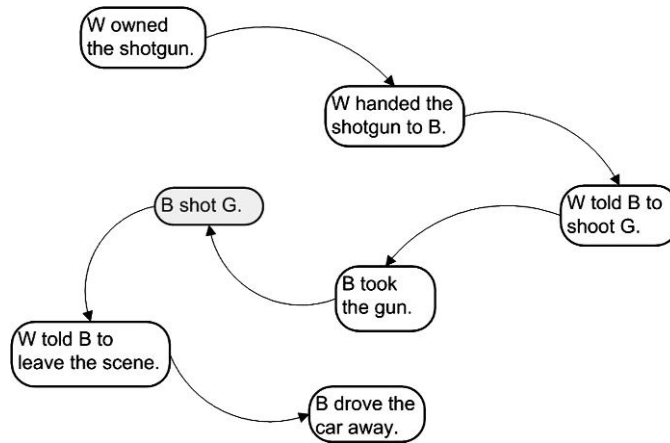 W owned
the shotgun.
W handed the
shotgun to B.
W told B to
shoot G.
B took
the gun.
B shot G.
W told B to
leave the scene.
B drove the
car away.